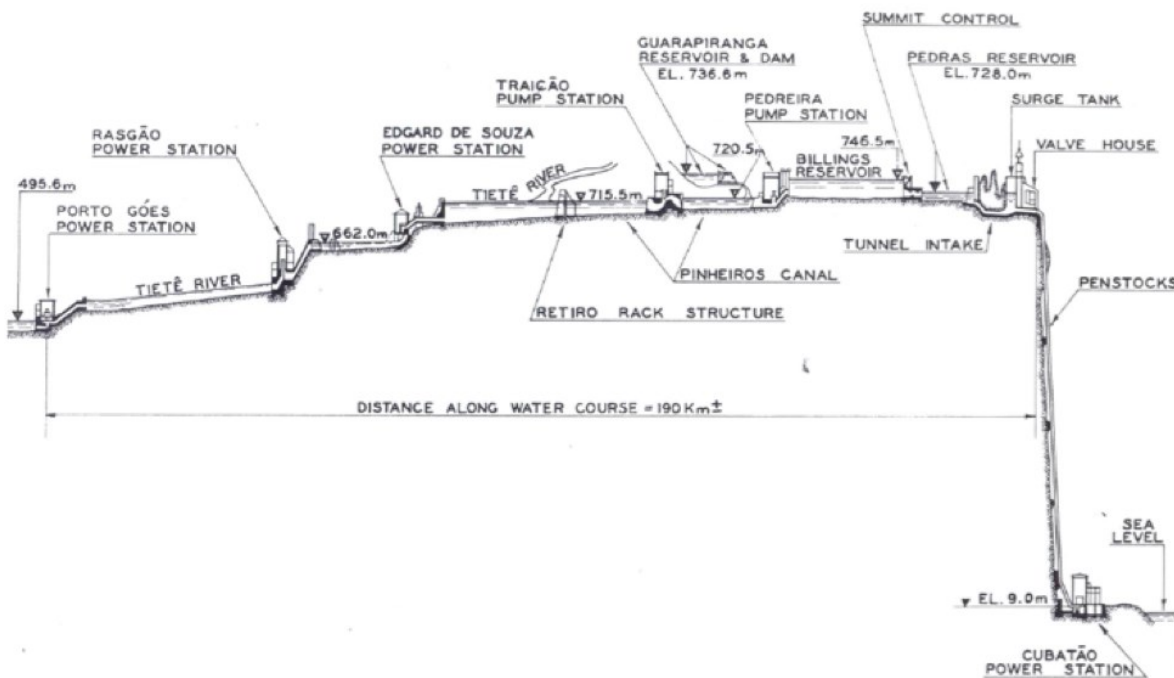 SUMMIT CONTROL
GUARAPIRANGA
RESERVOIR & DAM
EL. 736.6m
PEDRAS RESERVOIR
EL. 728.0m
TRAIÇÃO
PUMP STATION
PEDREIRA
PUMP STATION
SURGE TANK
RASGÃO
POWER STATION
EDGARD DE SOUZA
POWER STATION
720.5m
746.5m
VALVE HOUSE
BILLINGS
RESERVOIR
495.6m
TIETÊ RIVER
715.5m
PORTO GÓES
POWER STATION
662.0m
TUNNEL INTAKE
PINHEIROS CANAL
TIETÊ RIVER
PENSTOCKS
RETIRO RACK STRUCTURE
DISTANCE ALONG WATER COURSE = 190 Km ±
SEA
LEVEL
EL. 9.0m
CUBATÃO
POWER STATION